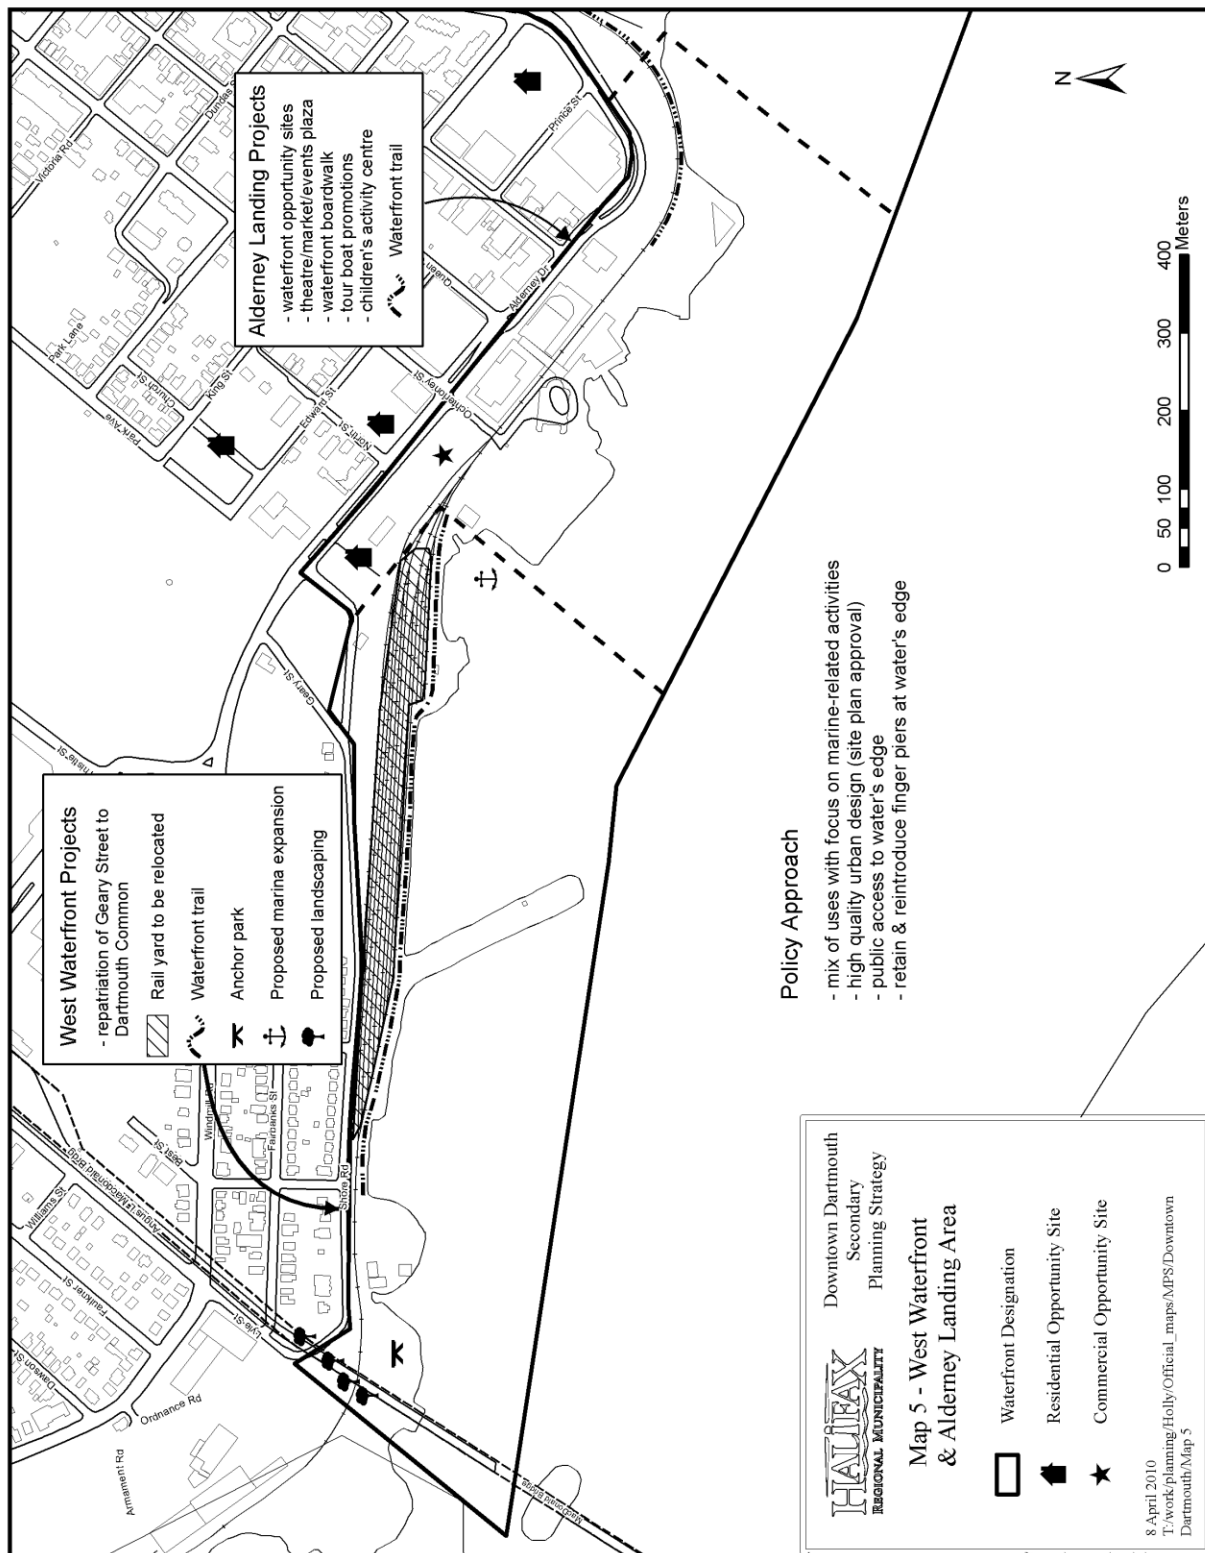 West Waterfront Projects
- repatriation of Geary Street to
Dartmouth Common
Rail yard to be relocated
Waterfront trail
Anchor park
Proposed marina expansion
Proposed landscaping
Alderney Landing Projects
- waterfront opportunity sites
- theatre/market/events plaza
- waterfront boardwalk
- tour boat promotions
- children's activity centre
Waterfront trail
Armament Rd
Ordnance Rd
Dawson St
Faulkner St
Williams St
Lyle St
Angus L Macdonald Brdg
Best St
Windmill Rd
Fairbanks St
Shore Rd
MacDonald Bridge
Thistle St
Geary St
Park Ave
Park Lane
Church St
King St
Edward St
North St
Ochterloney St
Queen
Victoria Rd
Dundas
Alderney Dr
Prince St
N
0 50 100 200 300 400
Meters
Policy Approach
- mix of uses with focus on marine-related activities
- high quality urban design (site plan approval)
- public access to water's edge
- retain & reintroduce finger piers at water's edge
HALIFAX
REGIONAL MUNICIPALITY
Downtown Dartmouth
Secondary
Planning Strategy
Map 5 - West Waterfront
& Alderney Landing Area
Waterfront Designation
Residential Opportunity Site
Commercial Opportunity Site
8 April 2010
T:/work/planning/Holly/Official_maps/MPS/Downtown
Dartmouth/Map 5